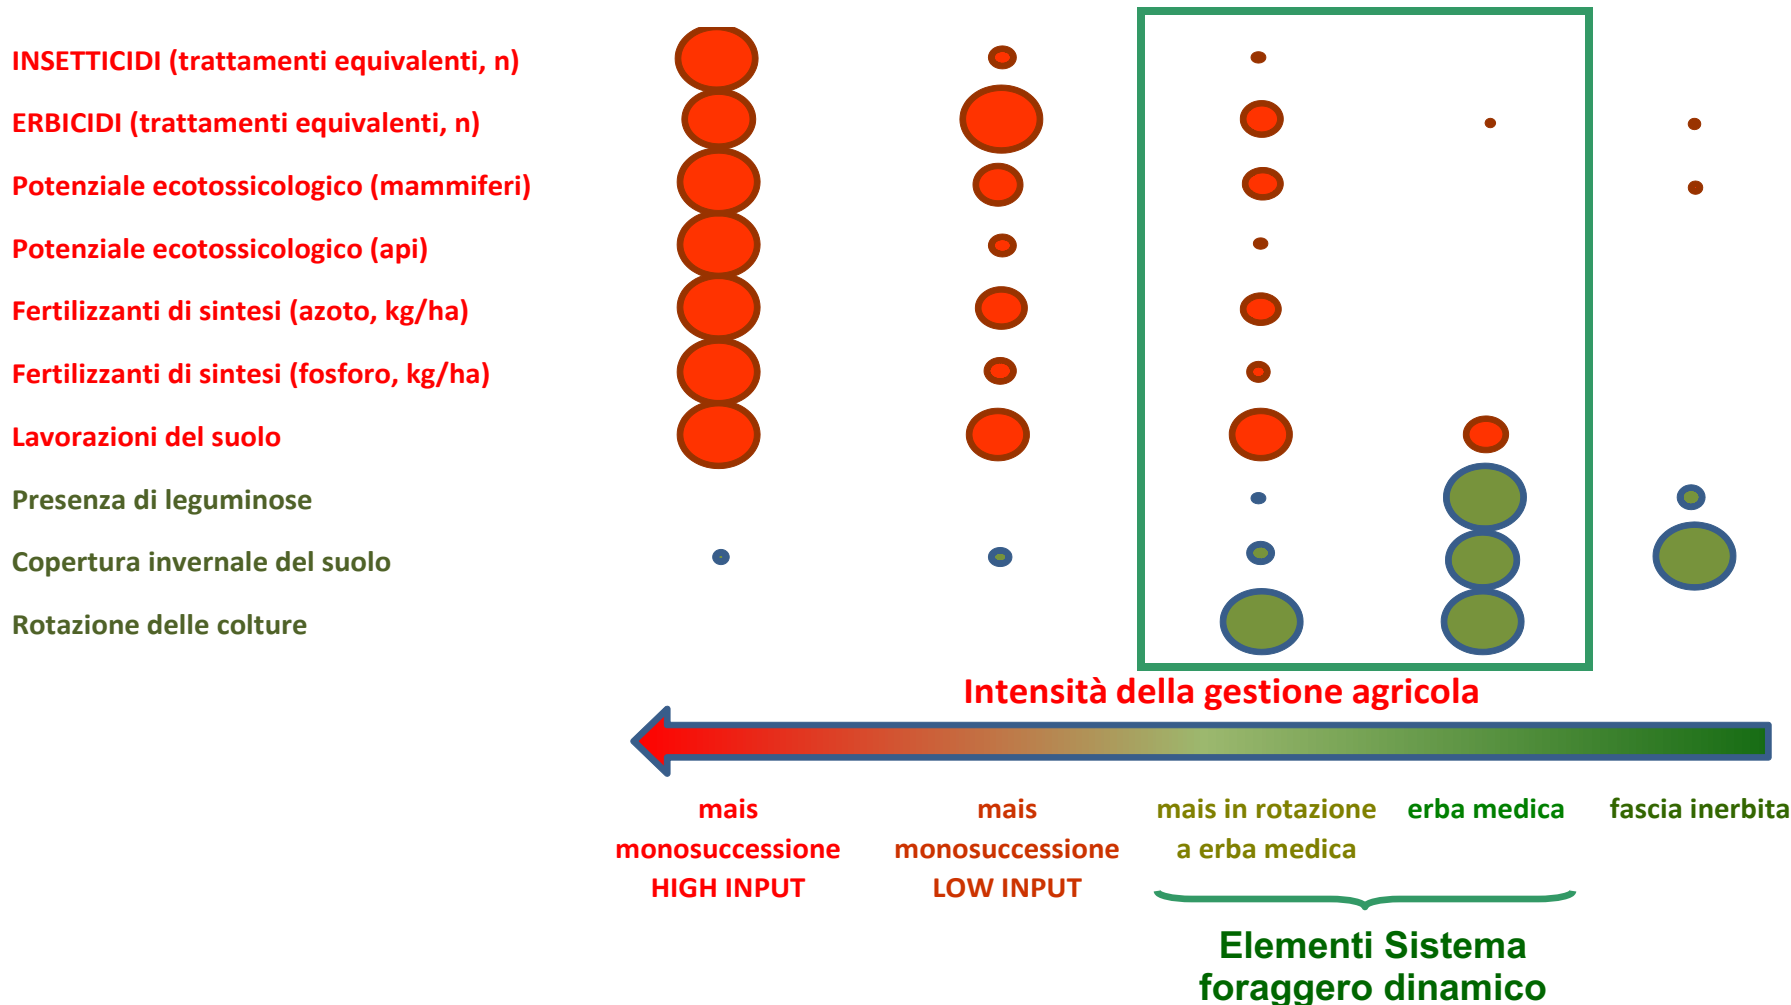 INSETTICIDI (trattamenti equivalenti, n)
ERBICIDI (trattamenti equivalenti, n)
Potenziale ecotossicologico (mammiferi)
Potenziale ecotossicologico (api)
Fertilizzanti di sintesi (azoto, kg/ha)
Fertilizzanti di sintesi (fosforo, kg/ha)
Lavorazioni del suolo
Presenza di leguminose
Copertura invernale del suolo
Rotazione delle colture
Intensità della gestione agricola
mais
monosuccessione
HIGH INPUT
mais
monosuccessione
LOW INPUT
mais in rotazione
a erba medica
erba medica
fascia inerbita
Elementi Sistema
foraggero dinamico